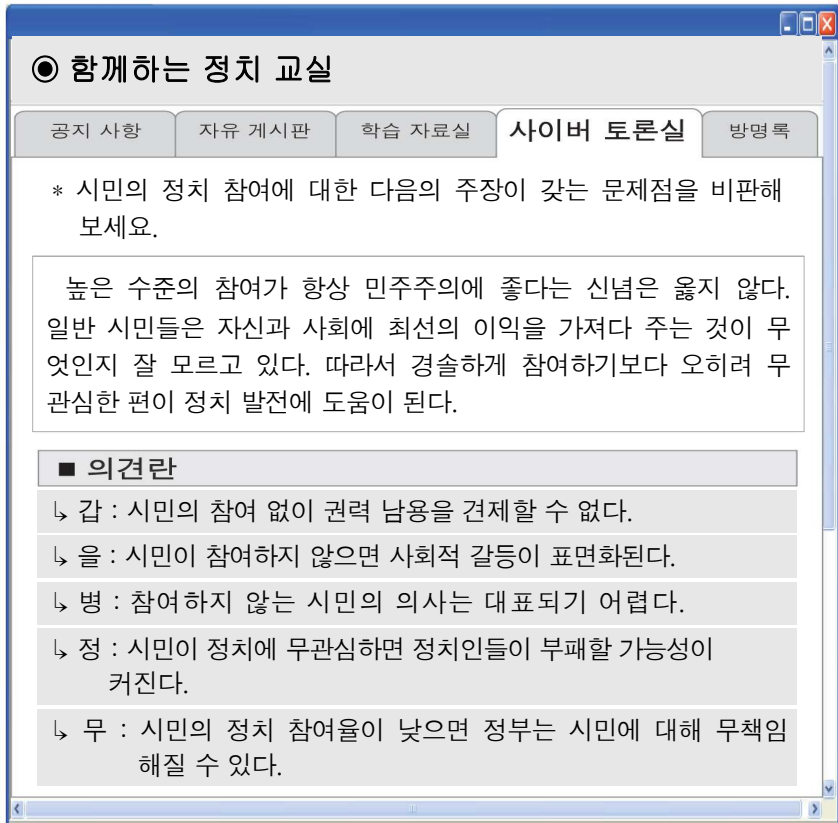 ◉ 함께하는 정치 교실
공지 사항 자유 게시판 학습 자료실 사이버 토론실 방명록
* 시민의 정치 참여에 대한 다음의 주장이 갖는 문제점을 비판해
보세요.
높은 수준의 참여가 항상 민주주의에 좋다는 신념은 옳지 않다.
일반 시민들은 자신과 사회에 최선의 이익을 가져다 주는 것이 무
엇인지 잘 모르고 있다. 따라서 경솔하게 참여하기보다 오히려 무
관심한 편이 정치 발전에 도움이 된다.
■ 의견란
↳ 갑 : 시민의 참여 없이 권력 남용을 견제할 수 없다.
↳ 을 : 시민이 참여하지 않으면 사회적 갈등이 표면화된다.
↳ 병 : 참여하지 않는 시민의 의사는 대표되기 어렵다.
↳ 정 : 시민이 정치에 무관심하면 정치인들이 부패할 가능성이
커진다.
↳ 무 : 시민의 정치 참여율이 낮으면 정부는 시민에 대해 무책임
해질 수 있다.